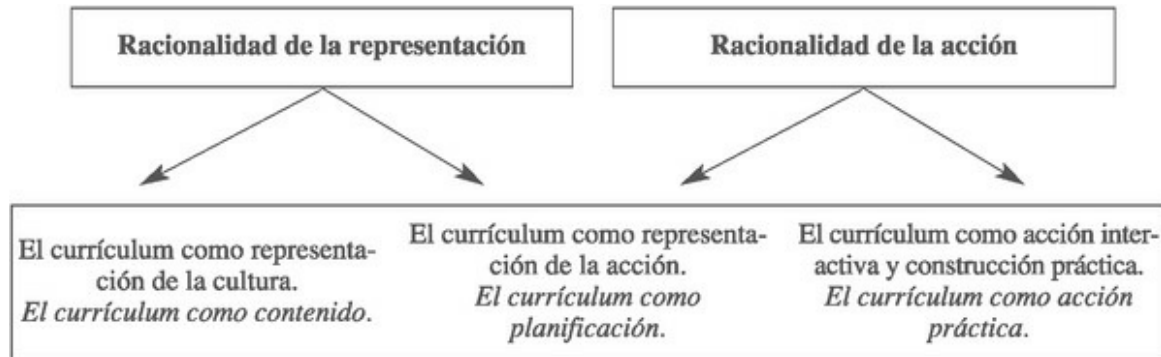 Racionalidad de la representación
Racionalidad de la acción
El currículum como representa-
ción de la cultura.
El currículum como contenido.
El currículum como representa-
ción de la acción.
El currículum como
planificación.
El currículum como acción inter-
activa y construcción práctica.
El currículum como acción
práctica.